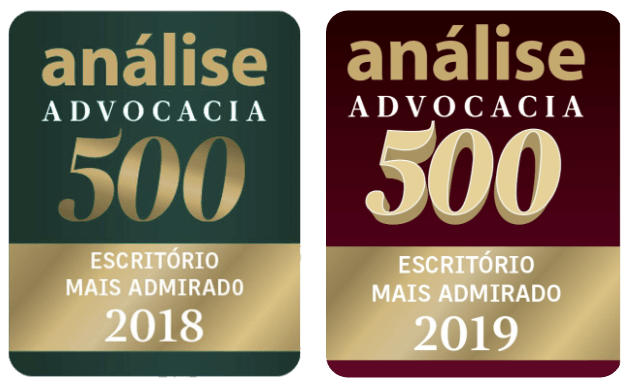 análise
ADVOCACIA
500
ESCRITÓRIO
MAIS ADMIRADO
2018
análise
ADVOCACIA
500
ESCRITÓRIO
MAIS ADMIRADO
2019